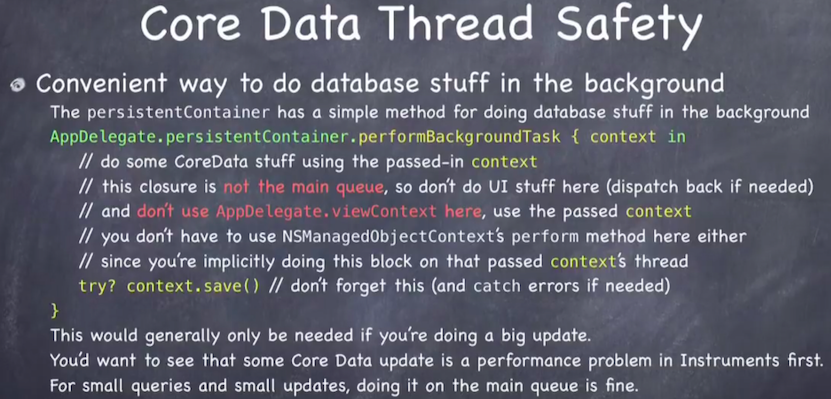 Core Data Thread Safety
Convenient way to do database stuff in the background
The persistentContainer has a simple method for doing database stuff in the background
AppDelegate.persistentContainer.performBackgroundTask { context in
// do some CoreData stuff using the passed-in context
// this closure is not the main queue, so don't do UI stuff here (dispatch back if needed)
// and don't use AppDelegate.viewContext here, use the passed context
// you don't have to use NSManagedObjectContext's perform method here either
// since you're implicitly doing this block on that passed context's thread
try? context.save() // don't forget this (and catch errors if needed)
}
This would generally only be needed if you're doing a big update.
You'd want to see that some Core Data update is a performance problem in Instruments first.
For small queries and small updates, doing it on the main queue is fine.